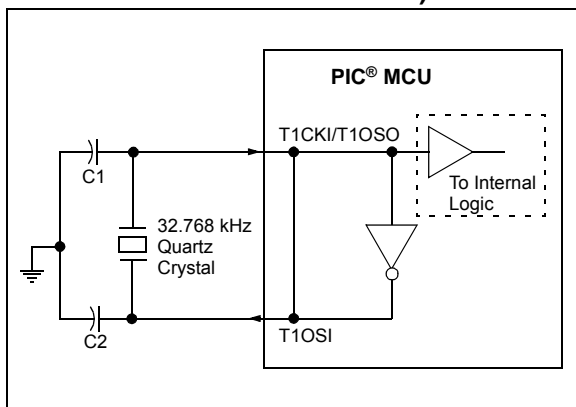 PIC® MCU
T1CKI/T1OSO
C1
To Internal
Logic
32.768 kHz
Quartz
Crystal
C2
T1OSI